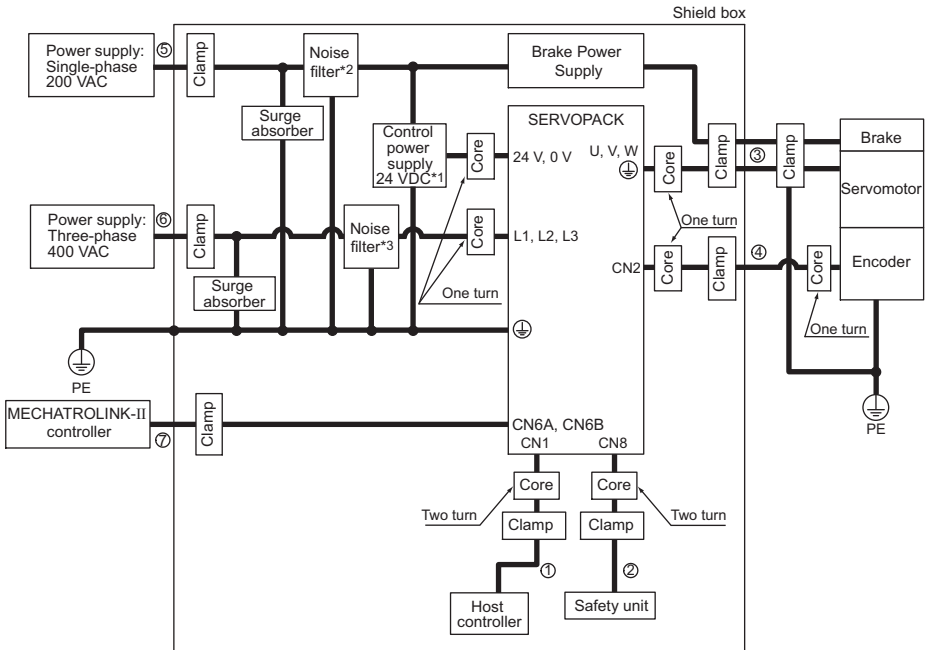 Shield box
Power supply:
Single-phase
200 VAC
⑤
Clamp
Noise
filter*2
Brake Power
Supply
Surge
absorber
Control
power
supply
24 VDC*1
Core
SERVOPACK
24 V, 0 V
U, V, W
Core
Clamp
③
Clamp
Brake
Servomotor
Encoder
One turn
Power supply:
Three-phase
400 VAC
⑥
Clamp
Noise
filter*3
Core
L1, L2, L3
CN2
Core
Clamp
④
Core
Surge
absorber
One turn
One turn
PE
PE
MECHATROLINK-II
controller
⑦
Clamp
CN6A, CN6B
CN1
CN8
Core
Core
Two turn
Two turn
Clamp
Clamp
①
②
Host
controller
Safety unit